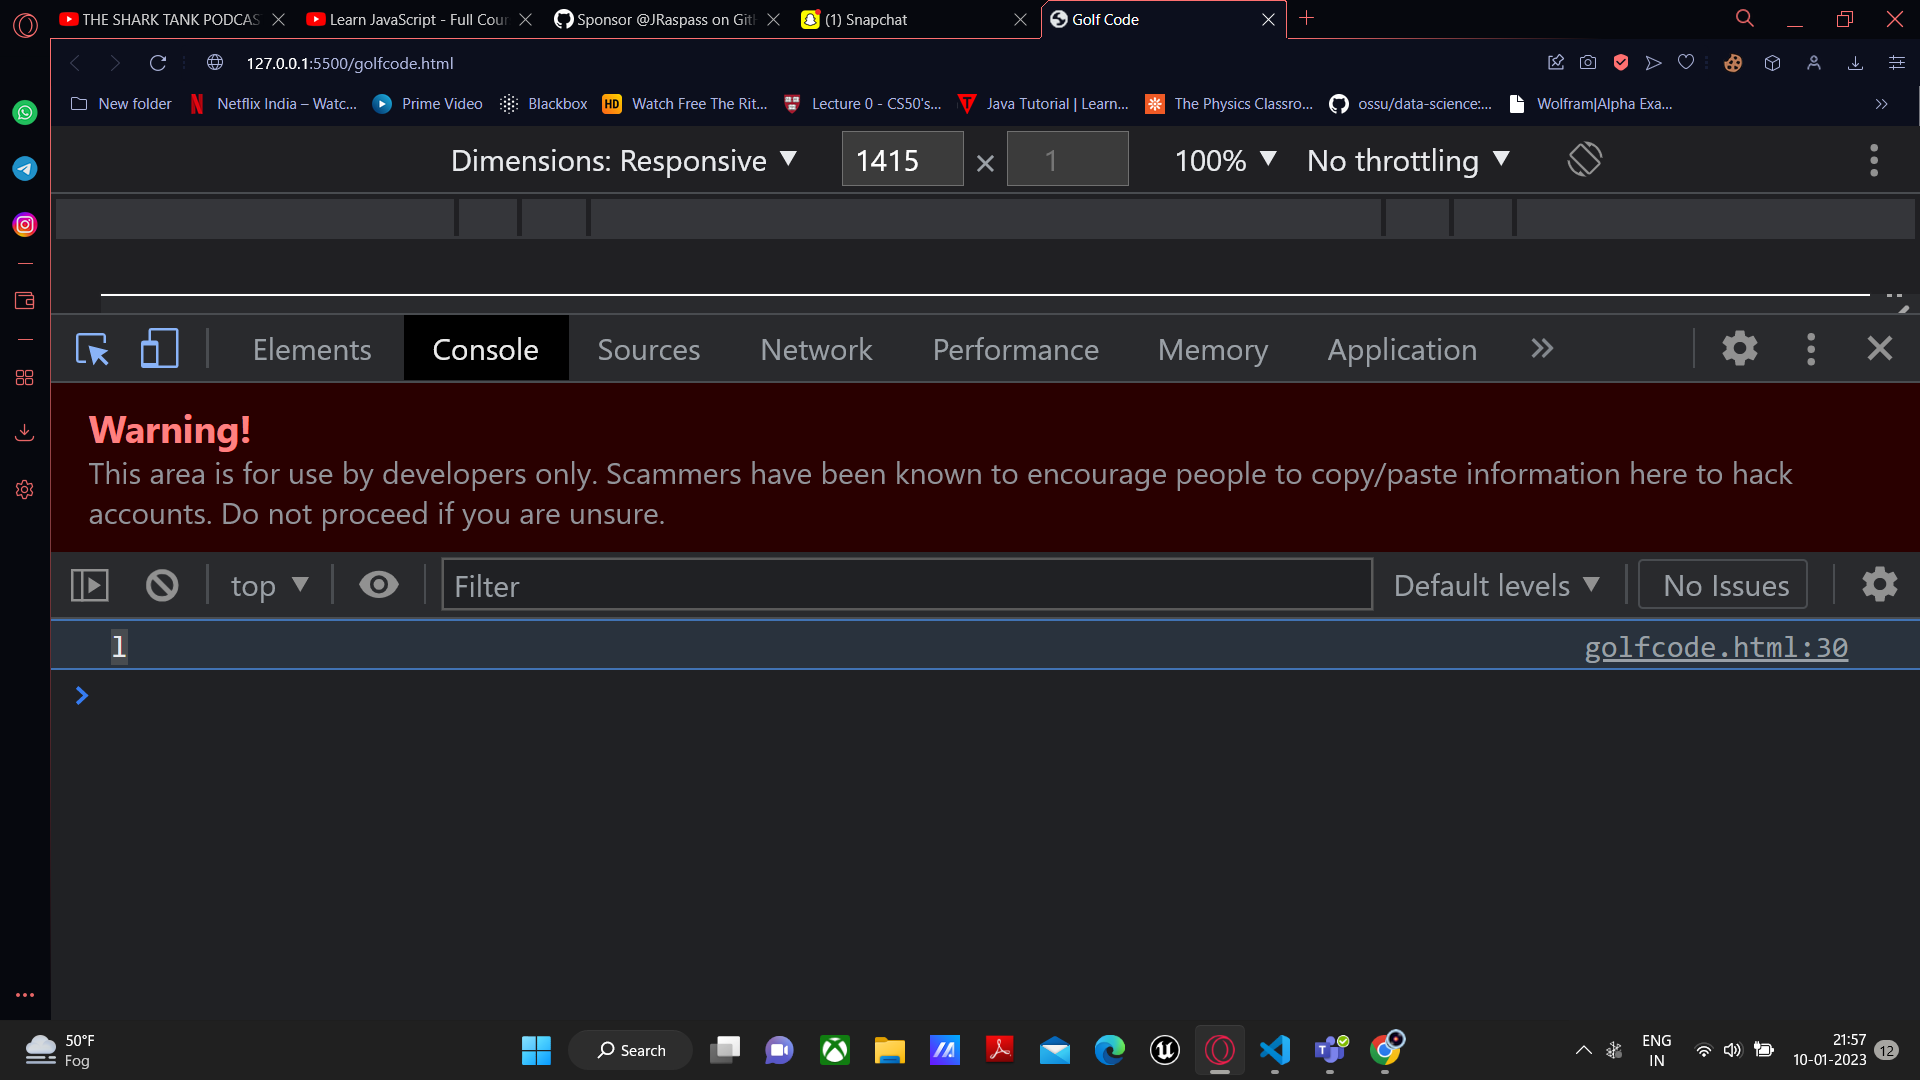 THE SHARK TANK PODCAS
Learn JavaScript - Full Cour
Sponsor @JRaspass on Git
(1) Snapchat
Golf Code
127.0.0.1:5500/golfcode.html
New folder
Netflix India – Watc...
Prime Video
Blackbox
HD
Watch Free The Rit...
Lecture 0 - CS50's...
Java Tutorial | Learn...
The Physics Classro...
ossu/data-science:...
Wolfram|Alpha Exa...
Dimensions: Responsive
1415
×
1
100%
No throttling
Elements
Console
Sources
Network
Performance
Memory
Application
Warning!
This area is for use by developers only. Scammers have been known to encourage people to copy/paste information here to hack
accounts. Do not proceed if you are unsure.
top
Filter
Default levels
No Issues
l
golfcode.html:30
50°F
Fog
Search
ENG
IN
21:57
10-01-2023
12